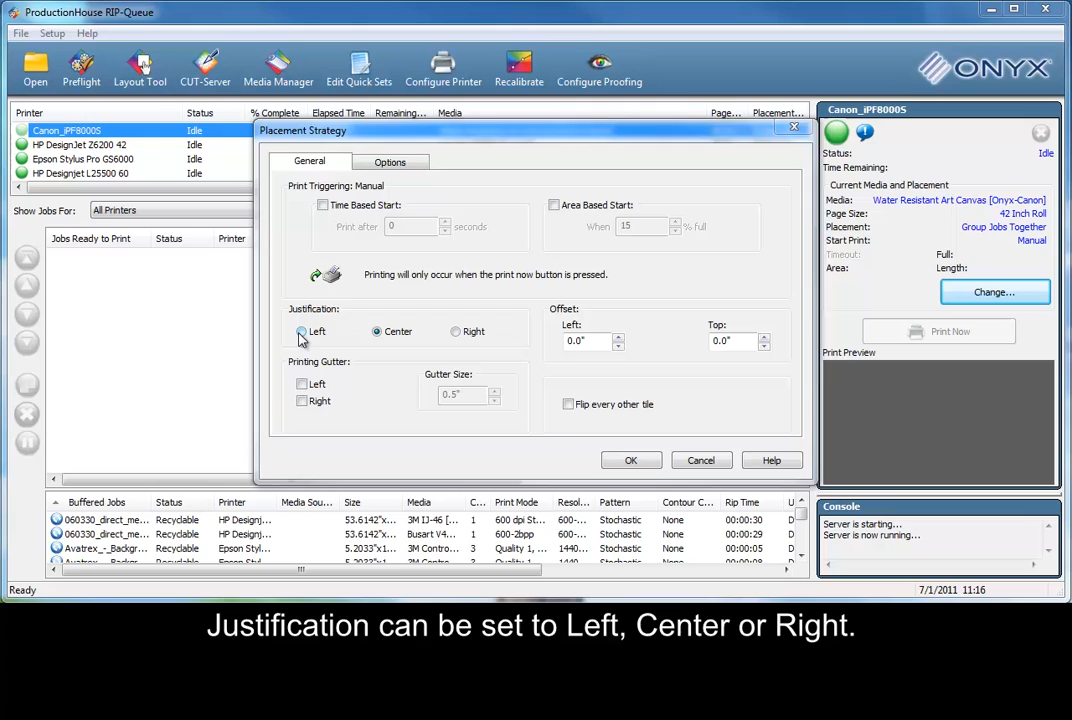 ProductionHouse RIP-Queue
File Setup Help
Open Preflight Layout Tool CUT-Server Media Manager Edit Quick Sets Configure Printer Recalibrate Configure Proofing
ONYX
Printer Status % Complete Elapsed Time Remaining... Media Page... Placement...
Canon_iPF8000S Idle
HP DesignJet Z6200 42 Idle
Epson Stylus Pro GS6000 Idle
HP Designjet L25500 60 Idle
Show Jobs For: All Printers
Jobs Ready to Print Status Printer
Placement Strategy
General Options
Print Triggering: Manual
Time Based Start:
Print after 0 seconds
Area Based Start:
When 15 % full
Printing will only occur when the print now button is pressed.
Justification:
Left Center Right
Offset:
Left: Top:
0.0" 0.0"
Printing Gutter:
Left
Right
Gutter Size:
0.5"
Flip every other tile
OK Cancel Help
Canon_iPF8000S
Status: Idle
Time Remaining:
Current Media and Placement
Media: Water Resistant Art Canvas [Onyx-Canon]
Page Size: 42 Inch Roll
Placement: Group Jobs Together
Start Print: Manual
Timeout: Full:
Area: Length:
Change...
Print Now
Print Preview
Buffered Jobs Status Printer Media Sou... Size Media C... Print Mode Resol... Pattern Contour C... Rip Time
060330_direct_me... Recyclable HP Designj... 53.6142"x... 3M IJ-46 [... 1 600 dpi St... 600-... Stochastic None 00:00:30 D
060330_direct_me... Recyclable HP Designj... 53.6142"x... Busart V4... 1 600-2bpp 600-... Stochastic None 00:00:29 D
Avatrex_-_Backgr... Recyclable Epson Styl... 5.2033"x... 3M Contro... 3 Quality 1, ... 1440... Stochastic None 00:00:05 D
Console
Server is starting...
Server is now running...
Ready 7/1/2011 11:16
Justification can be set to Left, Center or Right.